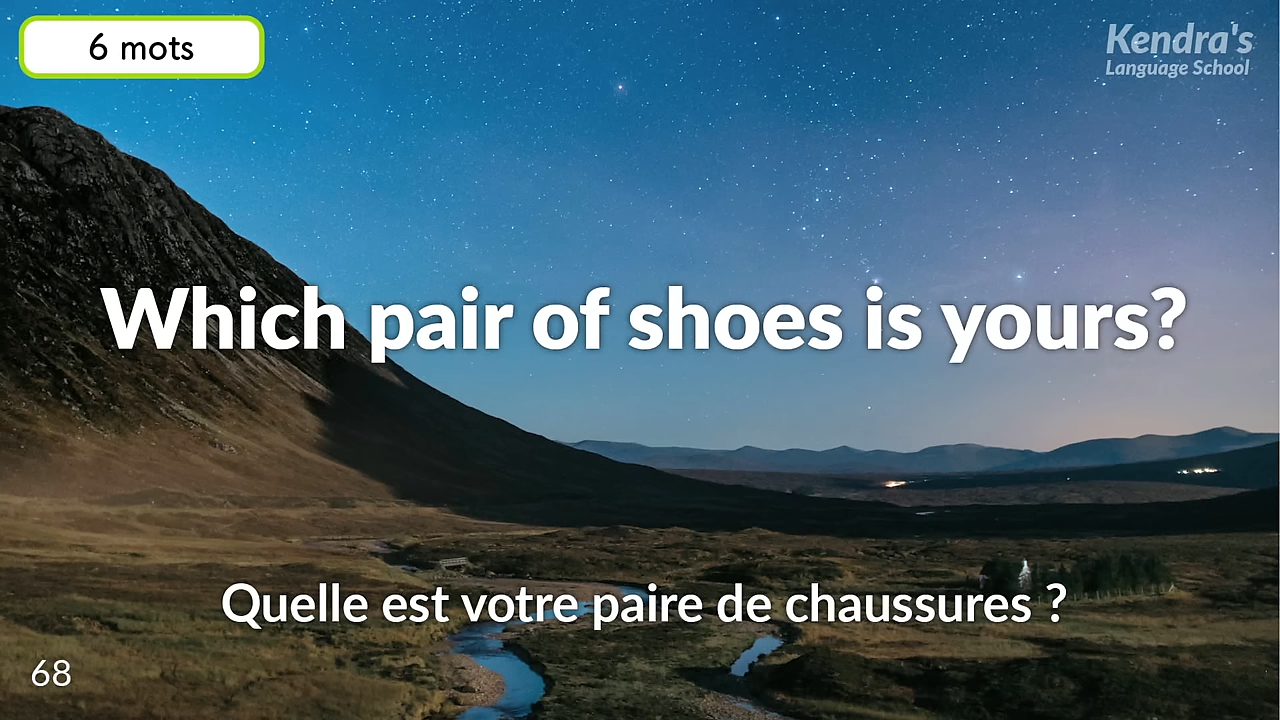 6 mots
Kendra's
Language School
Which pair of shoes is yours?
Quelle est votre paire de chaussures ?
68